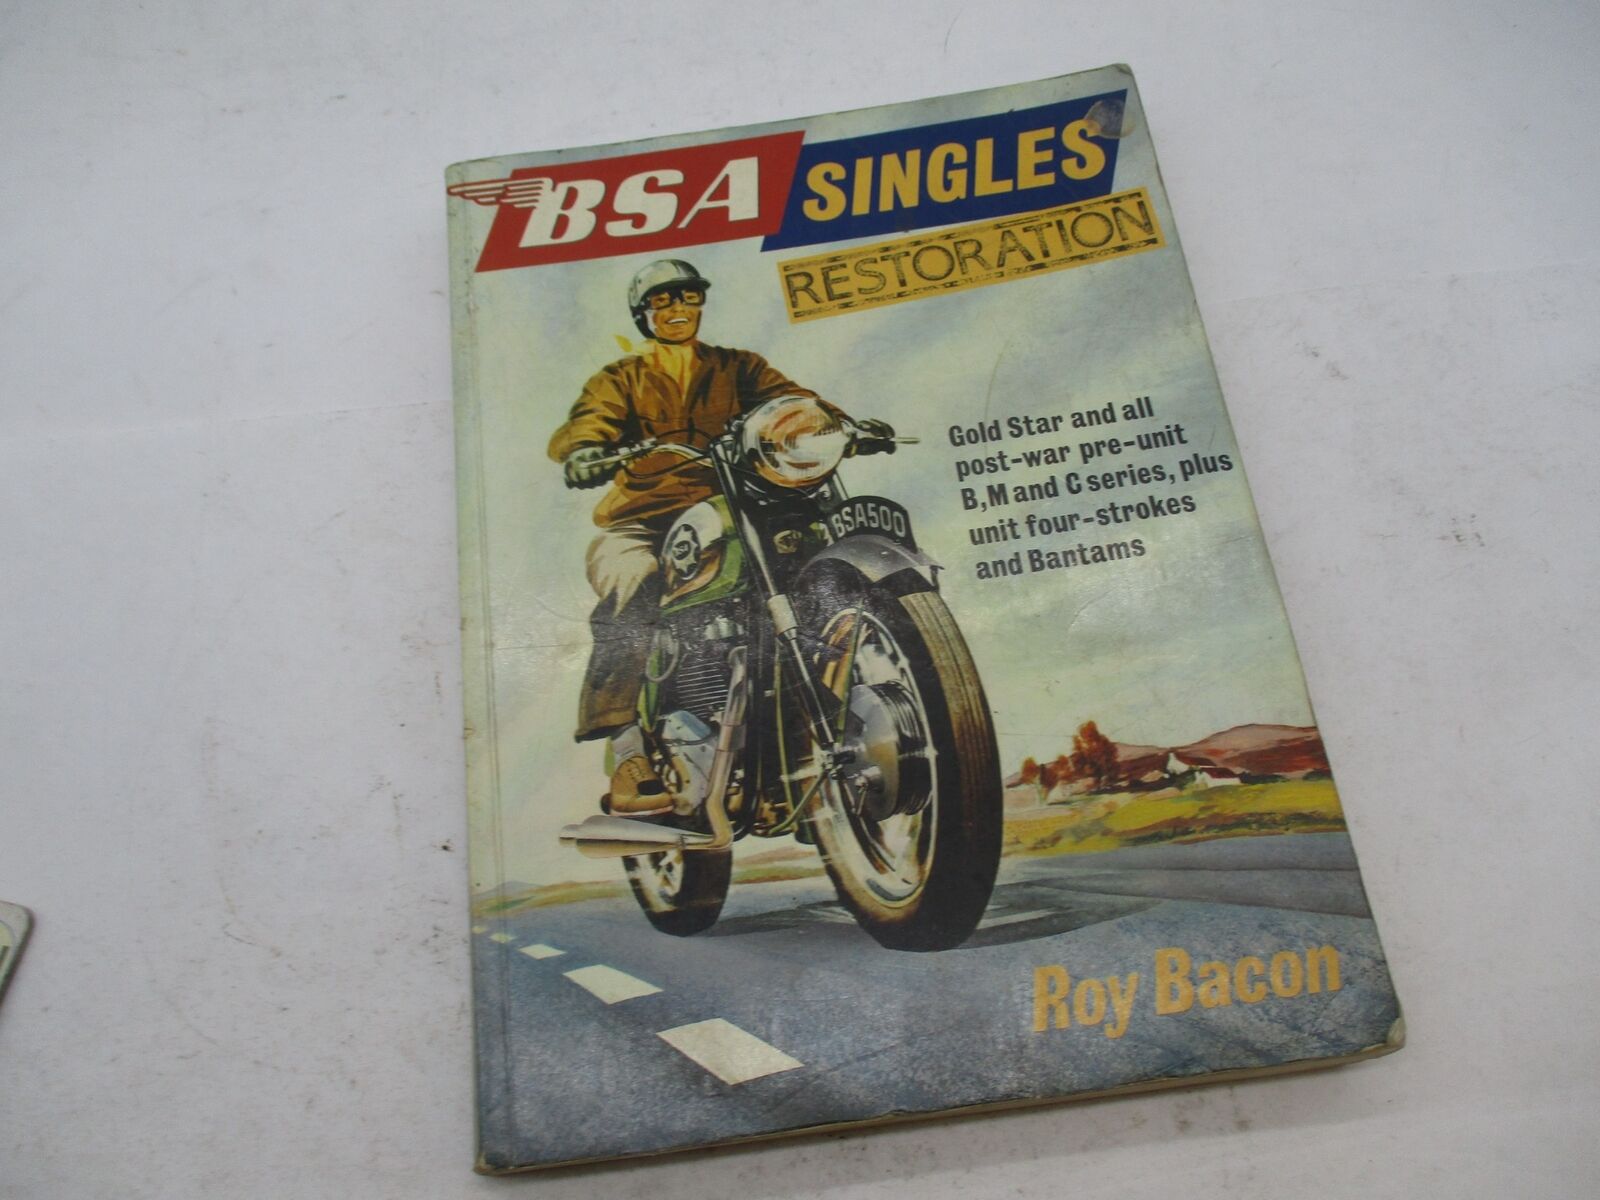 BSA SINGLES
RESTORATION
Gold Star and all
post-war pre-unit
B, M and C series, plus
unit four-strokes
and Bantams
BSA500
Roy Bacon